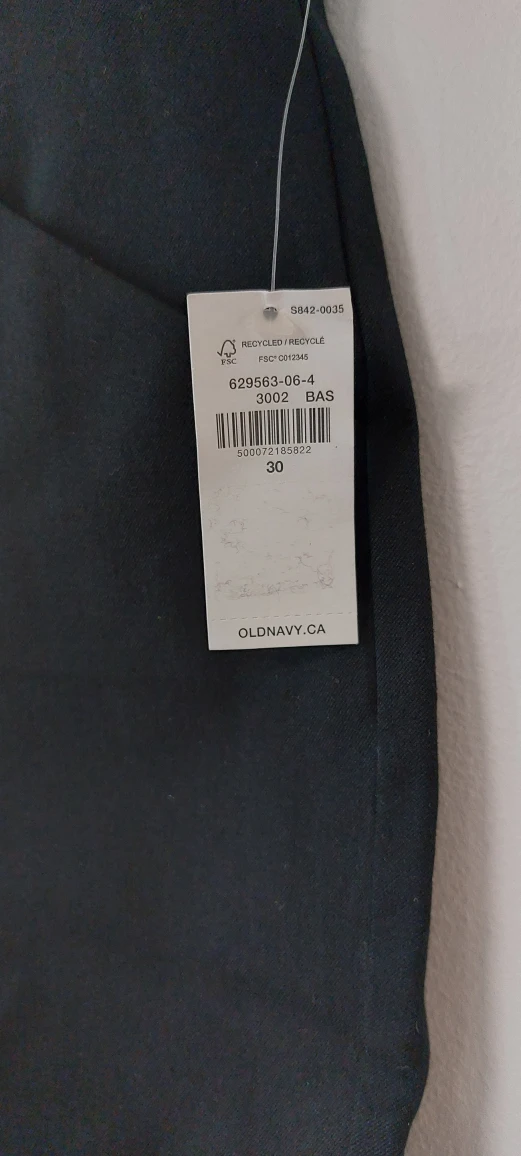 S842-0035
RECYCLED / RECYCLÉ
FSC
FSC® C012345
629563-06-4
3002 BAS
500072185822
30
OLDNAVY.CA